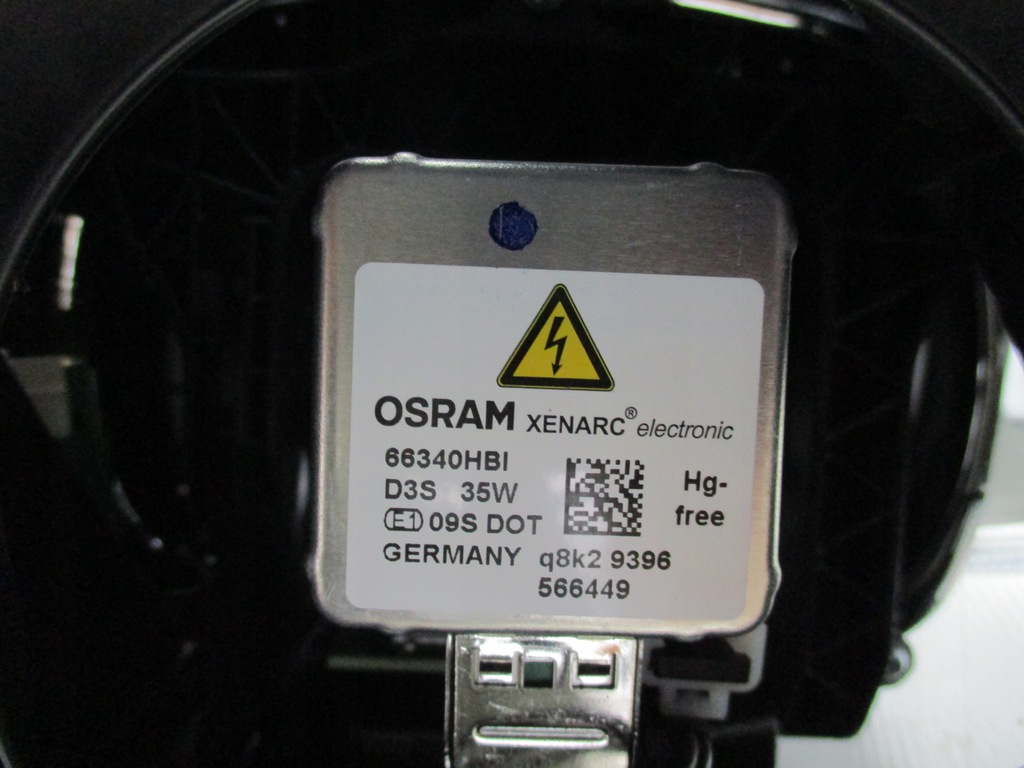 OSRAM XENARC® electronic
66340HBI
D3S 35W
E1 09S DOT
Hg-
free
GERMANY q8k2 9396
566449